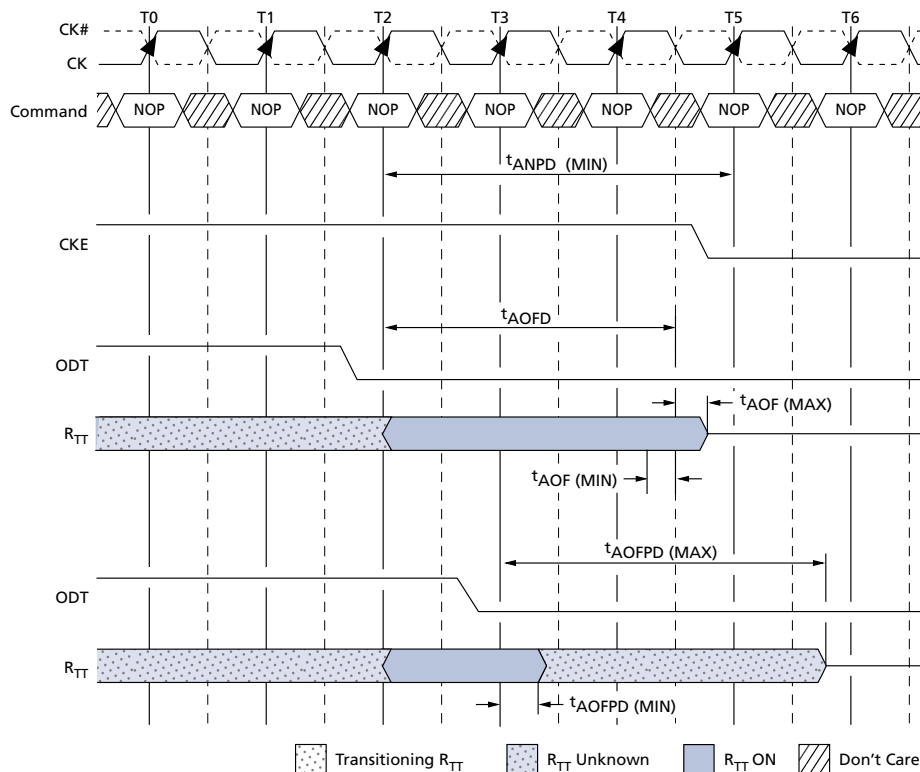 T0 T1 T2 T3 T4 T5 T6
CK#
CK
Command NOP NOP NOP NOP NOP NOP NOP
tANPD (MIN)
CKE
tAOFD
ODT
tAOF (MAX)
RTT
tAOF (MIN)
tAOFPD (MAX)
ODT
RTT
tAOFPD (MIN)
Transitioning RTT RTT Unknown RTT ON Don't Care